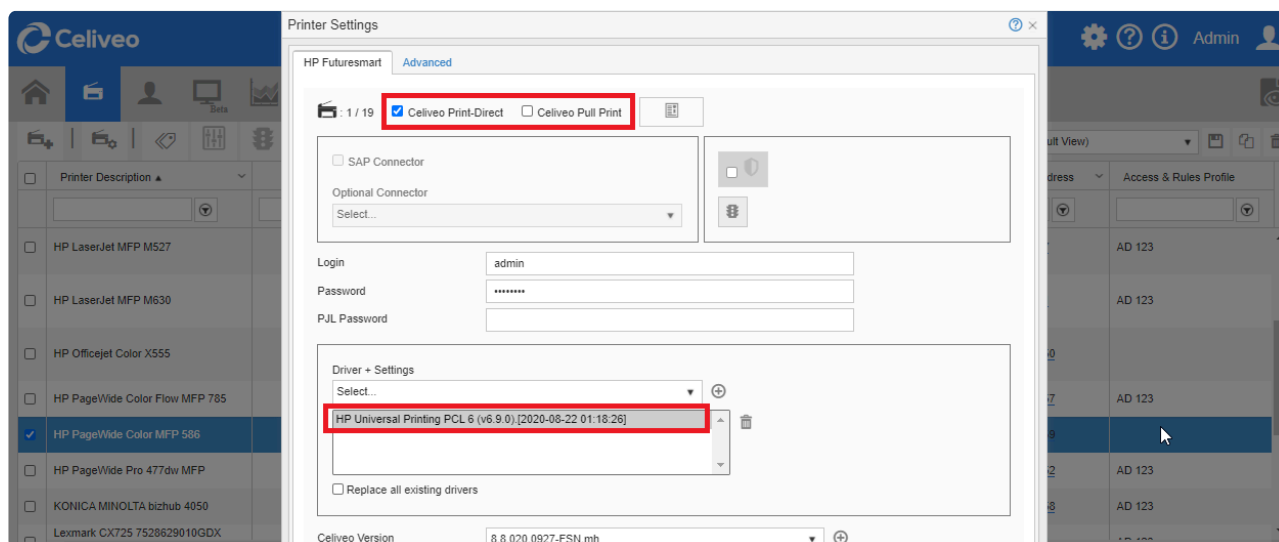 Celiveo
Printer Settings
Admin
HP Futuresmart Advanced
Beta
: 1 / 19 Celiveo Print-Direct Celiveo Pull Print
SAP Connector
Optional Connector
Select...
ult View)
Printer Description
dress
Access & Rules Profile
HP LaserJet MFP M527
AD 123
HP LaserJet MFP M630
AD 123
HP Officejet Color X555
HP PageWide Color Flow MFP 785
AD 123
HP PageWide Color MFP 586
HP PageWide Pro 477dw MFP
AD 123
KONICA MINOLTA bizhub 4050
AD 123
Lexmark CX725 7528629010GDX
Login admin
Password ••••••••
PJL Password
Driver + Settings
Select...
HP Universal Printing PCL 6 (v6.9.0).[2020-08-22 01:18:26]
Replace all existing drivers
Celiveo Version 8.8.020.0927-FSN.mh